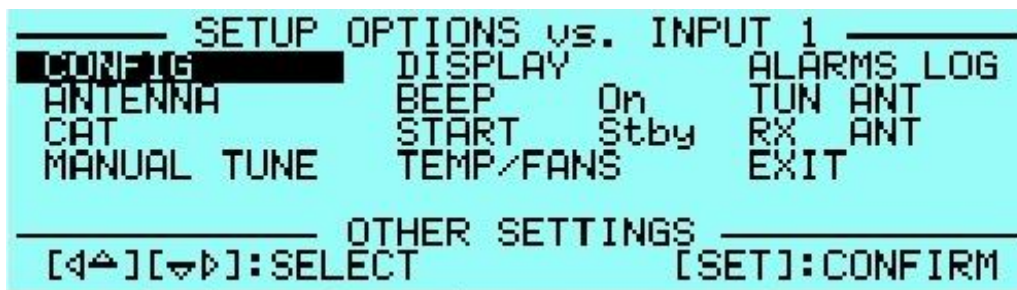 SETUP OPTIONS vs. INPUT 1
CONFIG DISPLAY ALARMS LOG
ANTENNA BEEP On TUN ANT
CAT START Stby RX ANT
MANUAL TUNE TEMP/FANS EXIT
OTHER SETTINGS
[◁△][▽▷]:SELECT [SET]:CONFIRM